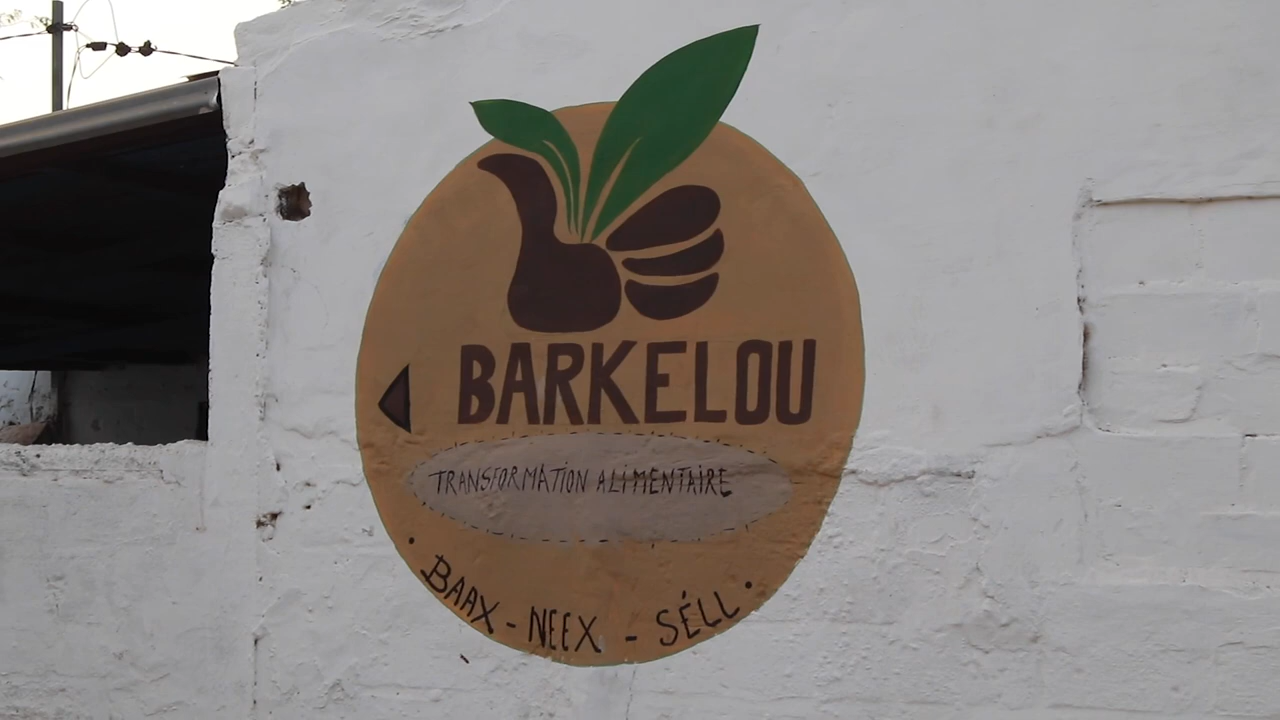 BARKELOU
TRANSFORMATiON ALiMENTAiRE
• BAAX - NEEX - SÉLL •